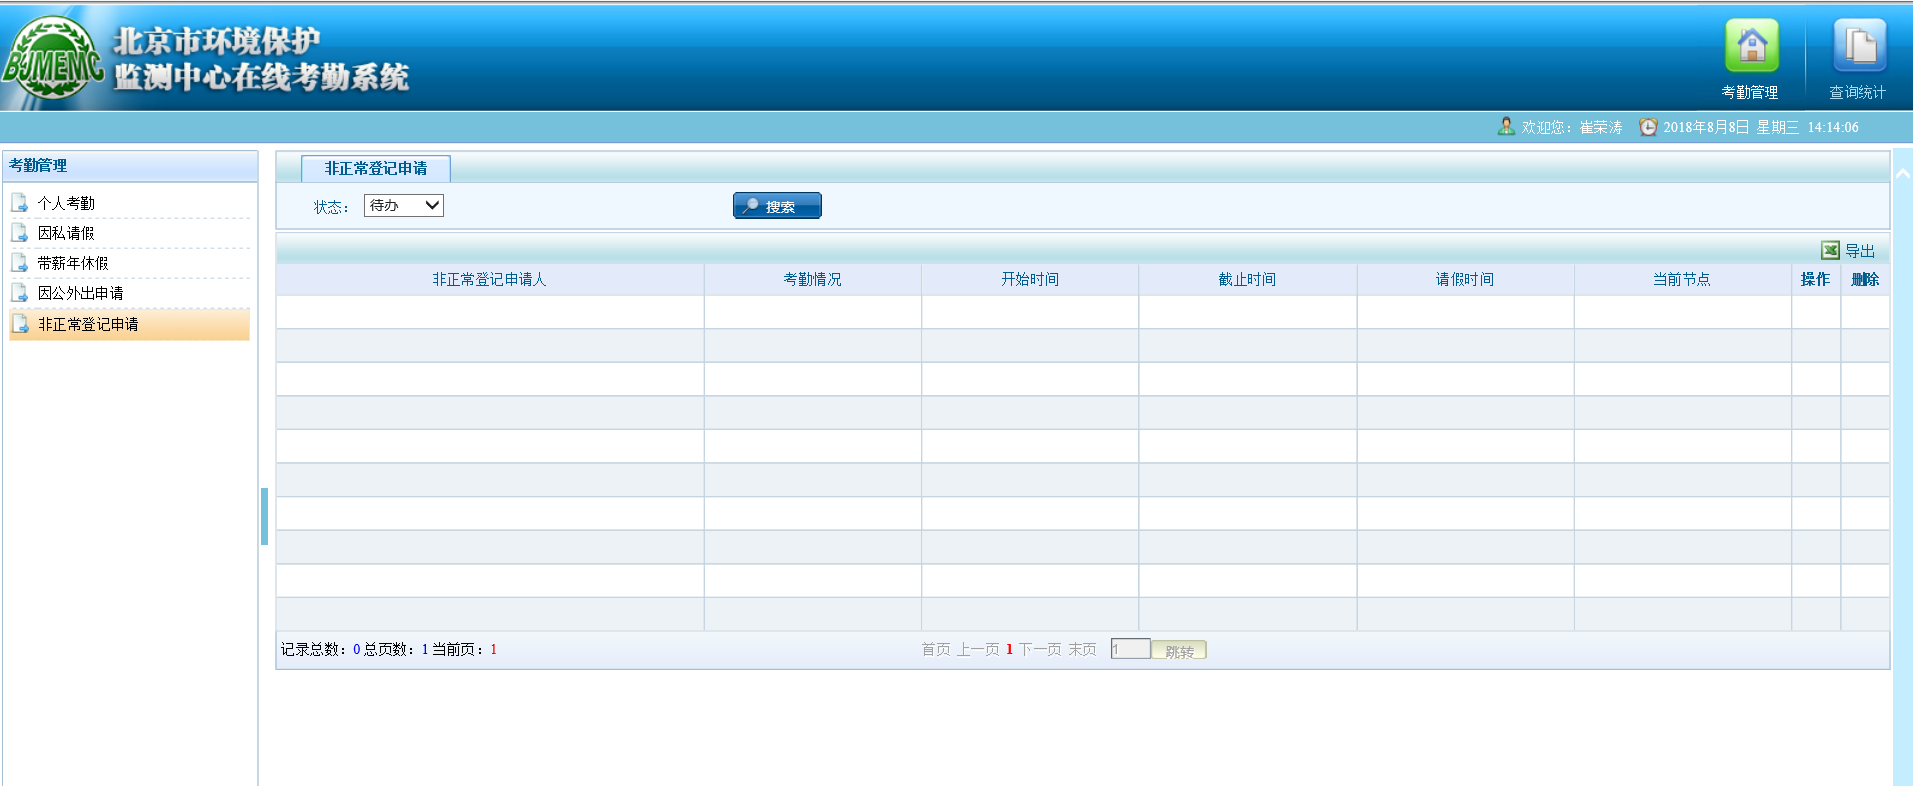 BJMEMC
北京市环境保护
监测中心在线考勤系统
考勤管理
查询统计
欢迎您：崔荣涛 2018年8月8日 星期三 14:14:06
考勤管理
个人考勤
因私请假
带薪年休假
因公外出申请
非正常登记申请
非正常登记申请
状态： 待办 搜索
导出
非正常登记申请人 考勤情况 开始时间 截止时间 请假时间 当前节点 操作 删除
记录总数：0 总页数：1 当前页：1 首页 上一页 1 下一页 末页 1 跳转